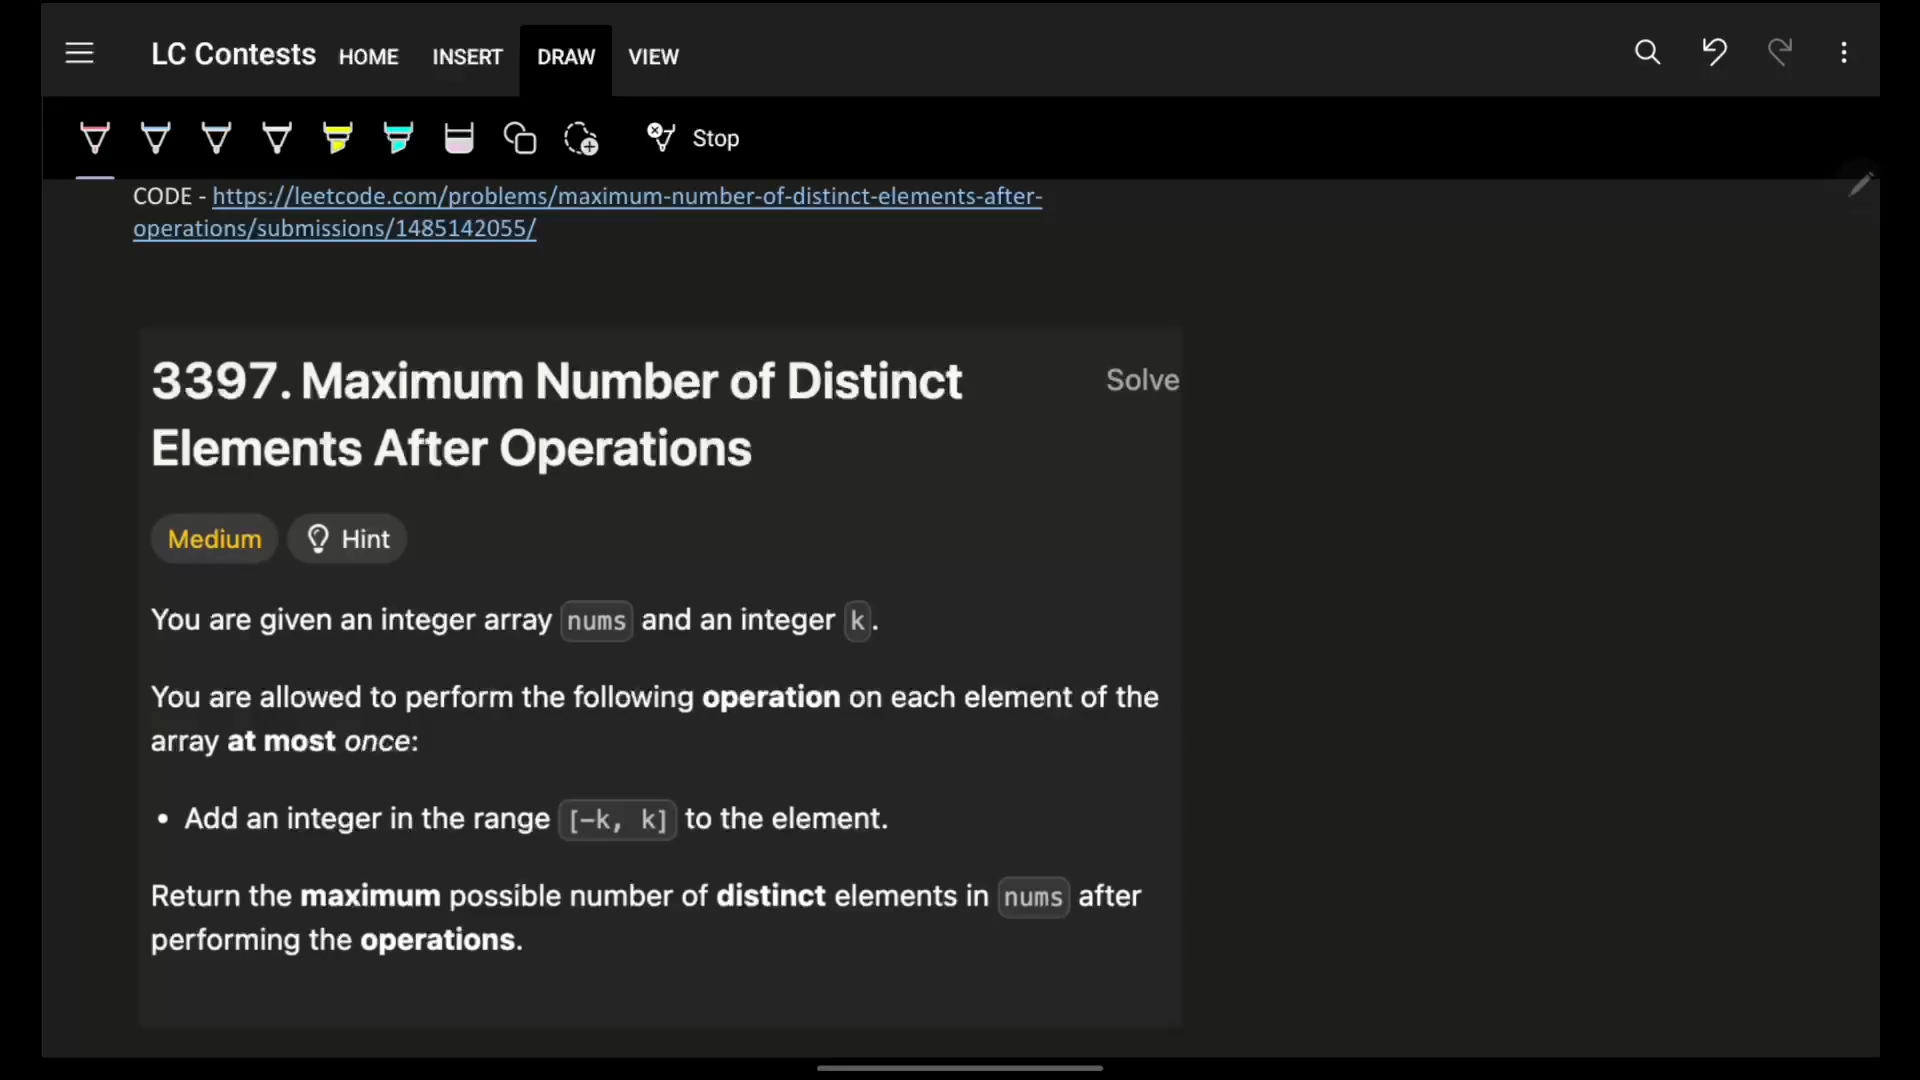 LC Contests HOME INSERT DRAW VIEW
Stop
CODE - https://leetcode.com/problems/maximum-number-of-distinct-elements-after-
operations/submissions/1485142055/
3397. Maximum Number of Distinct
Solve
Elements After Operations
Medium Hint
You are given an integer array nums and an integer k.
You are allowed to perform the following operation on each element of the
array at most once:
• Add an integer in the range [-k, k] to the element.
Return the maximum possible number of distinct elements in nums after
performing the operations.